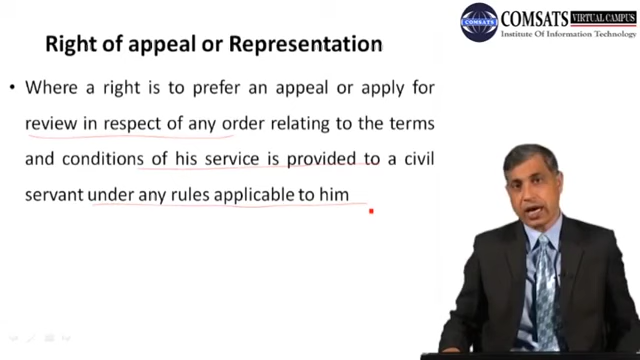 COMSATS VIRTUAL CAMPUS
Institute Of Information Technology
Right of appeal or Representation
• Where a right is to prefer an appeal or apply for
review in respect of any order relating to the terms
and conditions of his service is provided to a civil
servant under any rules applicable to him